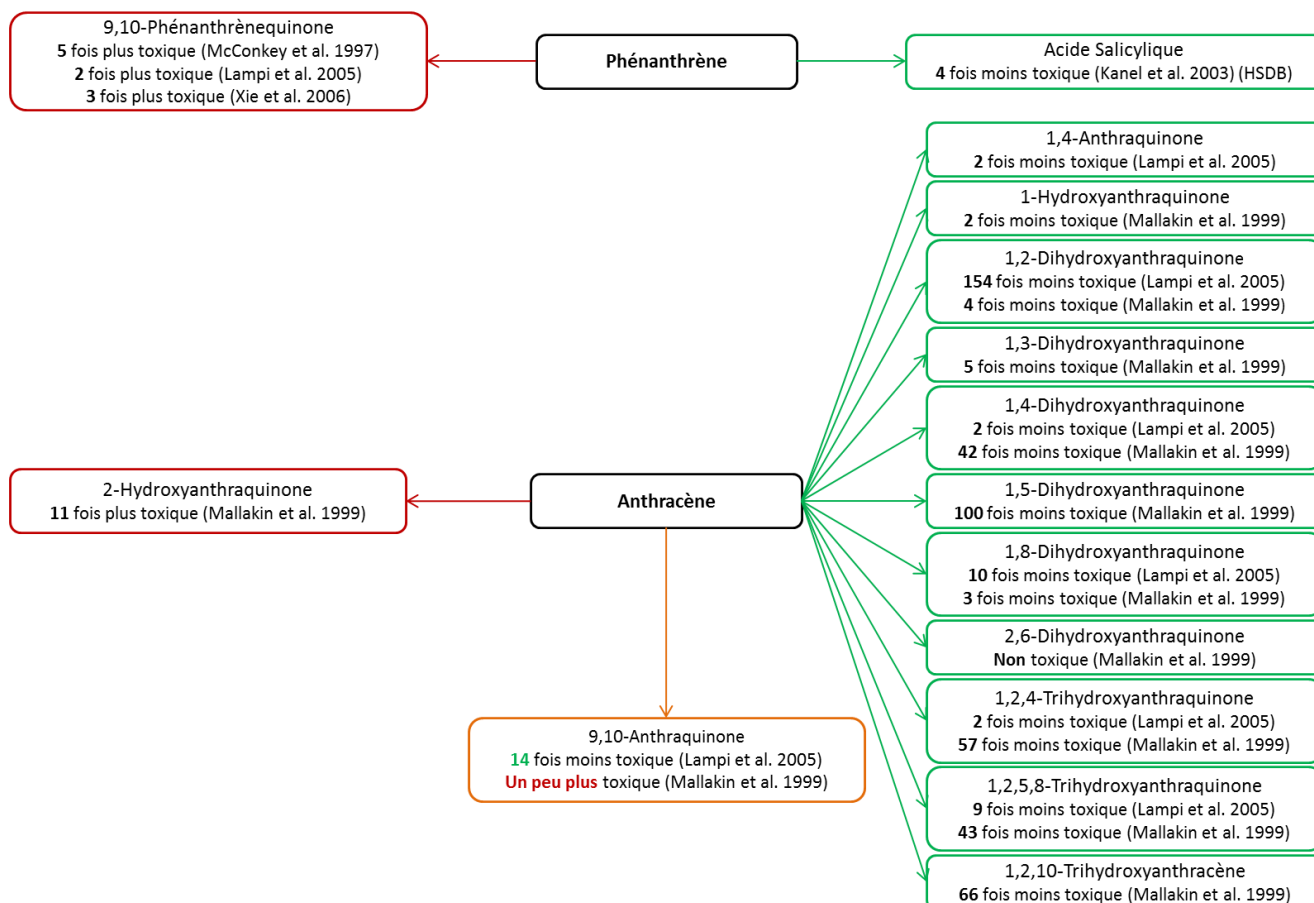 9,10-Phénanthrènequinone
5 fois plus toxique (McConkey et al. 1997)
2 fois plus toxique (Lampi et al. 2005)
3 fois plus toxique (Xie et al. 2006)
Phénanthrène
Acide Salicylique
4 fois moins toxique (Kanel et al. 2003) (HSDB)
1,4-Anthraquinone
2 fois moins toxique (Lampi et al. 2005)
1-Hydroxyanthraquinone
2 fois moins toxique (Mallakin et al. 1999)
1,2-Dihydroxyanthraquinone
154 fois moins toxique (Lampi et al. 2005)
4 fois moins toxique (Mallakin et al. 1999)
1,3-Dihydroxyanthraquinone
5 fois moins toxique (Mallakin et al. 1999)
1,4-Dihydroxyanthraquinone
2 fois moins toxique (Lampi et al. 2005)
42 fois moins toxique (Mallakin et al. 1999)
2-Hydroxyanthraquinone
11 fois plus toxique (Mallakin et al. 1999)
Anthracène
1,5-Dihydroxyanthraquinone
100 fois moins toxique (Mallakin et al. 1999)
1,8-Dihydroxyanthraquinone
10 fois moins toxique (Lampi et al. 2005)
3 fois moins toxique (Mallakin et al. 1999)
2,6-Dihydroxyanthraquinone
Non toxique (Mallakin et al. 1999)
1,2,4-Trihydroxyanthraquinone
2 fois moins toxique (Lampi et al. 2005)
57 fois moins toxique (Mallakin et al. 1999)
9,10-Anthraquinone
14 fois moins toxique (Lampi et al. 2005)
Un peu plus toxique (Mallakin et al. 1999)
1,2,5,8-Trihydroxyanthraquinone
9 fois moins toxique (Lampi et al. 2005)
43 fois moins toxique (Mallakin et al. 1999)
1,2,10-Trihydroxyanthracène
66 fois moins toxique (Mallakin et al. 1999)